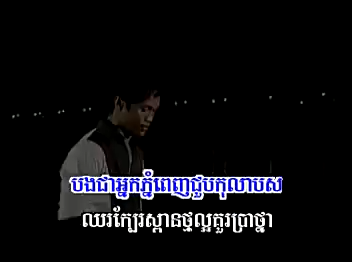 បងជាអ្នកភ្នំពេញជួបកុលាបស
ឈរក្បែរស្ពានថ្មល្អគួរប្រាថ្នា